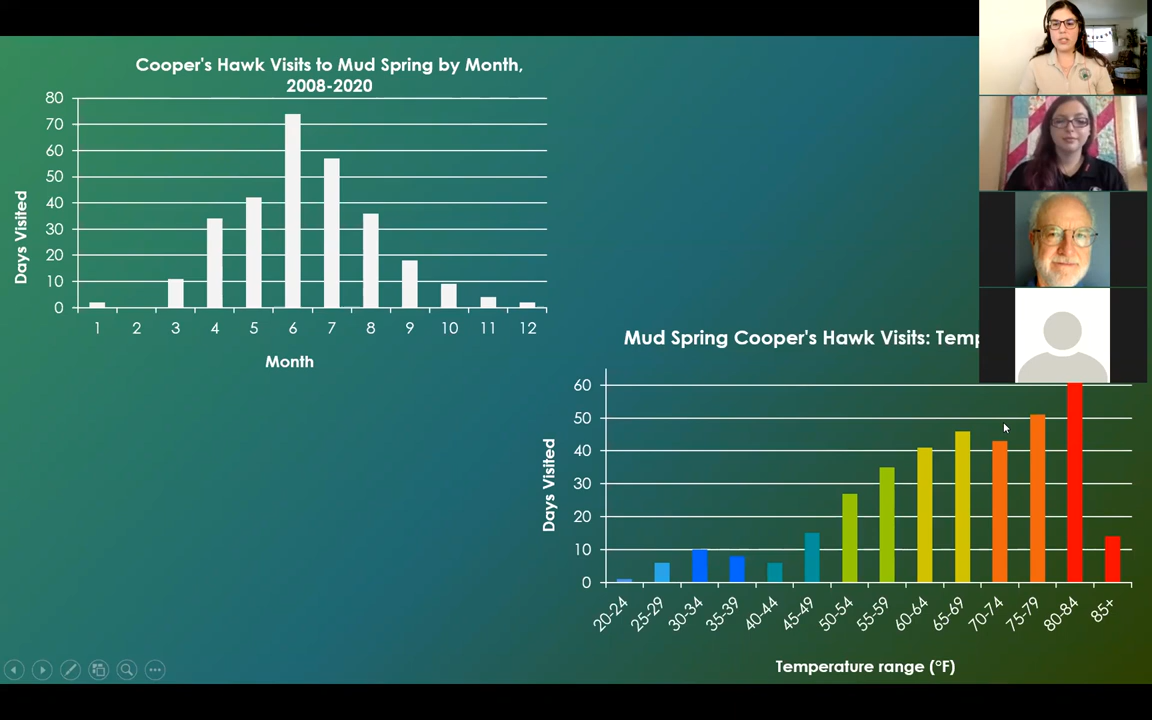 Cooper's Hawk Visits to Mud Spring by Month,
2008-2020
80
70
60
50
40
30
20
10
0
Days Visited
1 2 3 4 5 6 7 8 9 10 11 12
Month
Mud Spring Cooper's Hawk Visits:
60
50
40
30
20
10
0
Days Visited
20-24 25-29 30-34 35-39 40-44 45-49 50-54 55-59 60-64 65-69 70-74 75-79 80-84 85+
Temperature range (°F)